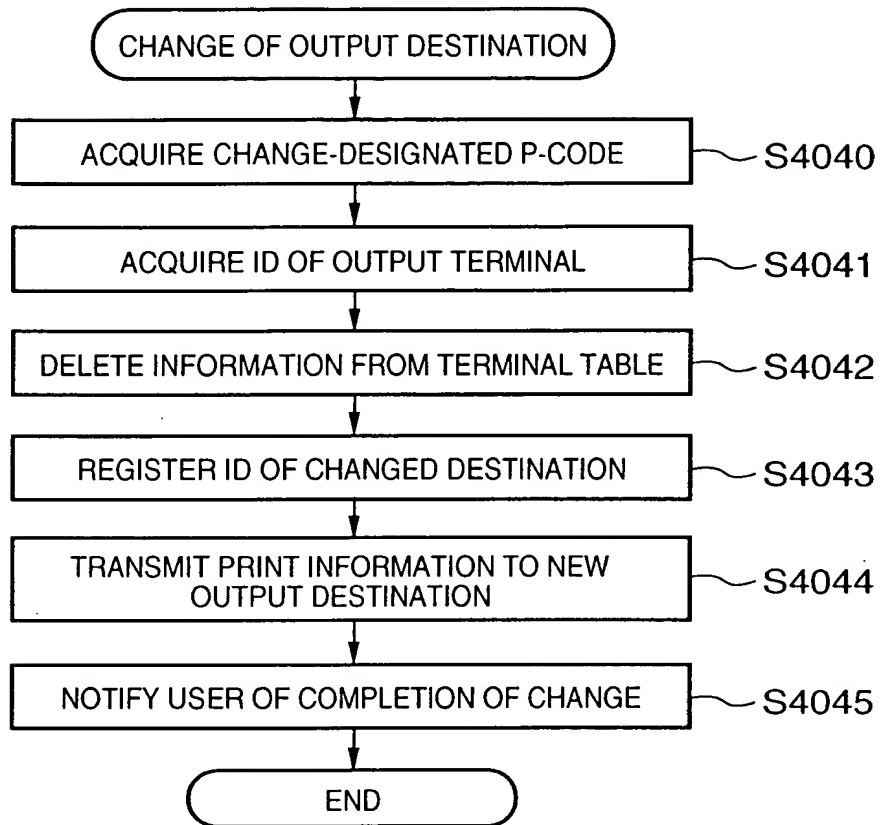 CHANGE OF OUTPUT DESTINATION
ACQUIRE CHANGE-DESIGNATED P-CODE
S4040
ACQUIRE ID OF OUTPUT TERMINAL
S4041
DELETE INFORMATION FROM TERMINAL TABLE
S4042
REGISTER ID OF CHANGED DESTINATION
S4043
TRANSMIT PRINT INFORMATION TO NEW
OUTPUT DESTINATION
S4044
NOTIFY USER OF COMPLETION OF CHANGE
S4045
END